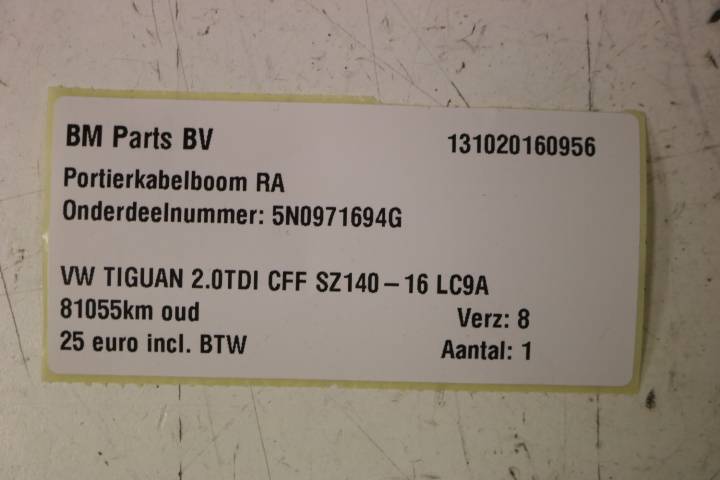 BM Parts BV 131020160956
Portierkabelboom RA
Onderdeelnummer: 5N0971694G
VW TIGUAN 2.0TDI CFF SZ140-16 LC9A
81055km oud Verz: 8
25 euro incl. BTW Aantal: 1